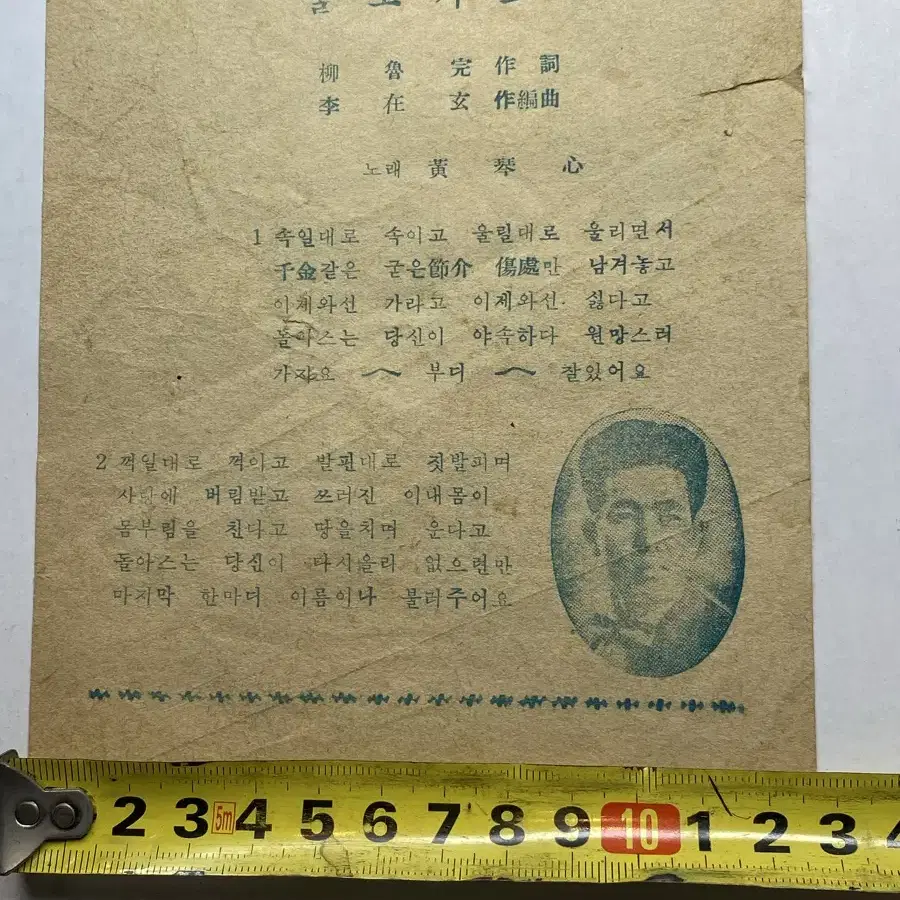 柳魯完 作詞
李在玄 作編曲
노래 黃琴心
1 속일대로 속이고 울릴대로 울리면서
千金같은 굳은節介 傷處만 남겨놓고
이제와선 가라고 이제와선 싫다고
돌아스는 당신이 야속하다 원망스러
가지요 〜 부디 〜 잘있어요
2 꺽일대로 꺽이고 발핀대로 짓발피며
사랑에 버림받고 쓰러진 이내몸이
몸부림을 친다고 땅을치며 운다고
돌아스는 당신이 다시올리 없으련만
마지막 한마디 이름이나 불러주어요
2 3 5m 4 5 6 7 8 9 10 1 2 3 4